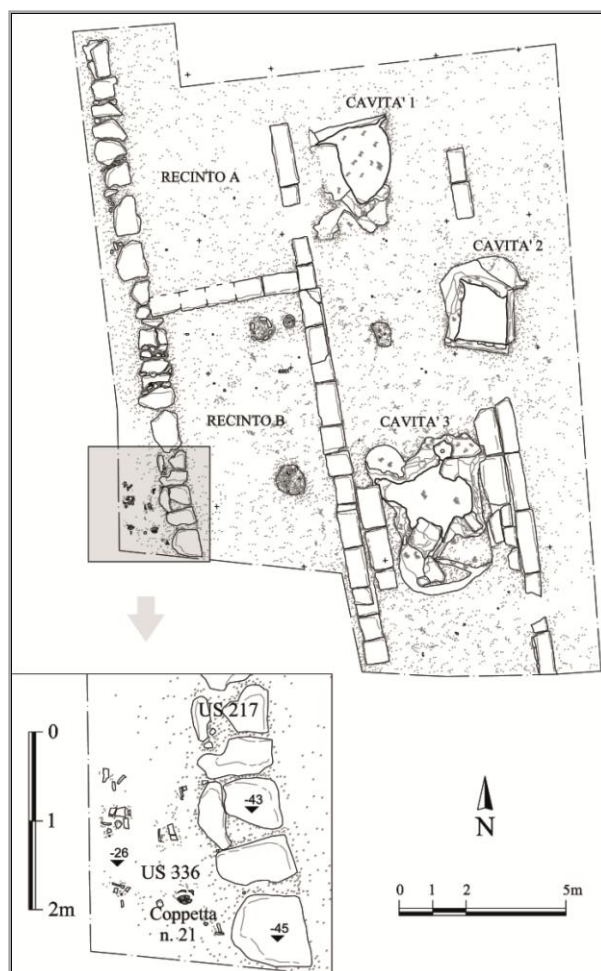 CAVITA' 1
RECINTO A
CAVITA' 2
RECINTO B
CAVITA' 3
US 217
-43
-26
US 336
Coppetta
n. 21
-45
0
1
2m
N
0 1 2 5m